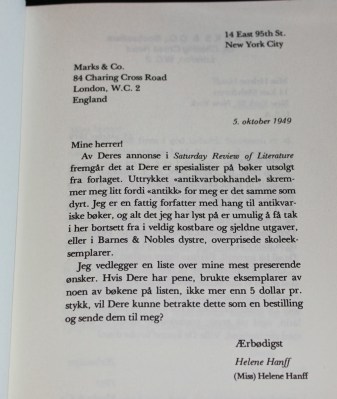 14 East 95th St.
New York City
Marks & Co.
84 Charing Cross Road
London, W.C. 2
England
5. oktober 1949
Mine herrer!
Av Deres annonse i Saturday Review of Literature
fremgår det at Dere er spesialister på bøker utsolgt
fra forlaget. Uttrykket «antikvarbokhandel» skrem-
mer meg litt fordi «antikk» for meg er det samme som
dyrt. Jeg er en fattig forfatter med hang til antikvar-
iske bøker, og alt det jeg har lyst på er umulig å få tak
i her bortsett fra i veldig kostbare og sjeldne utgaver,
eller i Barnes & Nobles dystre, overprisede skoleek-
semplarer.
Jeg vedlegger en liste over mine mest preserende
ønsker. Hvis Dere har pene, brukte eksemplarer av
noen av bøkene på listen, ikke mer enn 5 dollar pr.
stykk, vil Dere kunne betrakte dette som en bestilling
og sende dem til meg?
Ærbødigst
Helene Hanff
(Miss) Helene Hanff